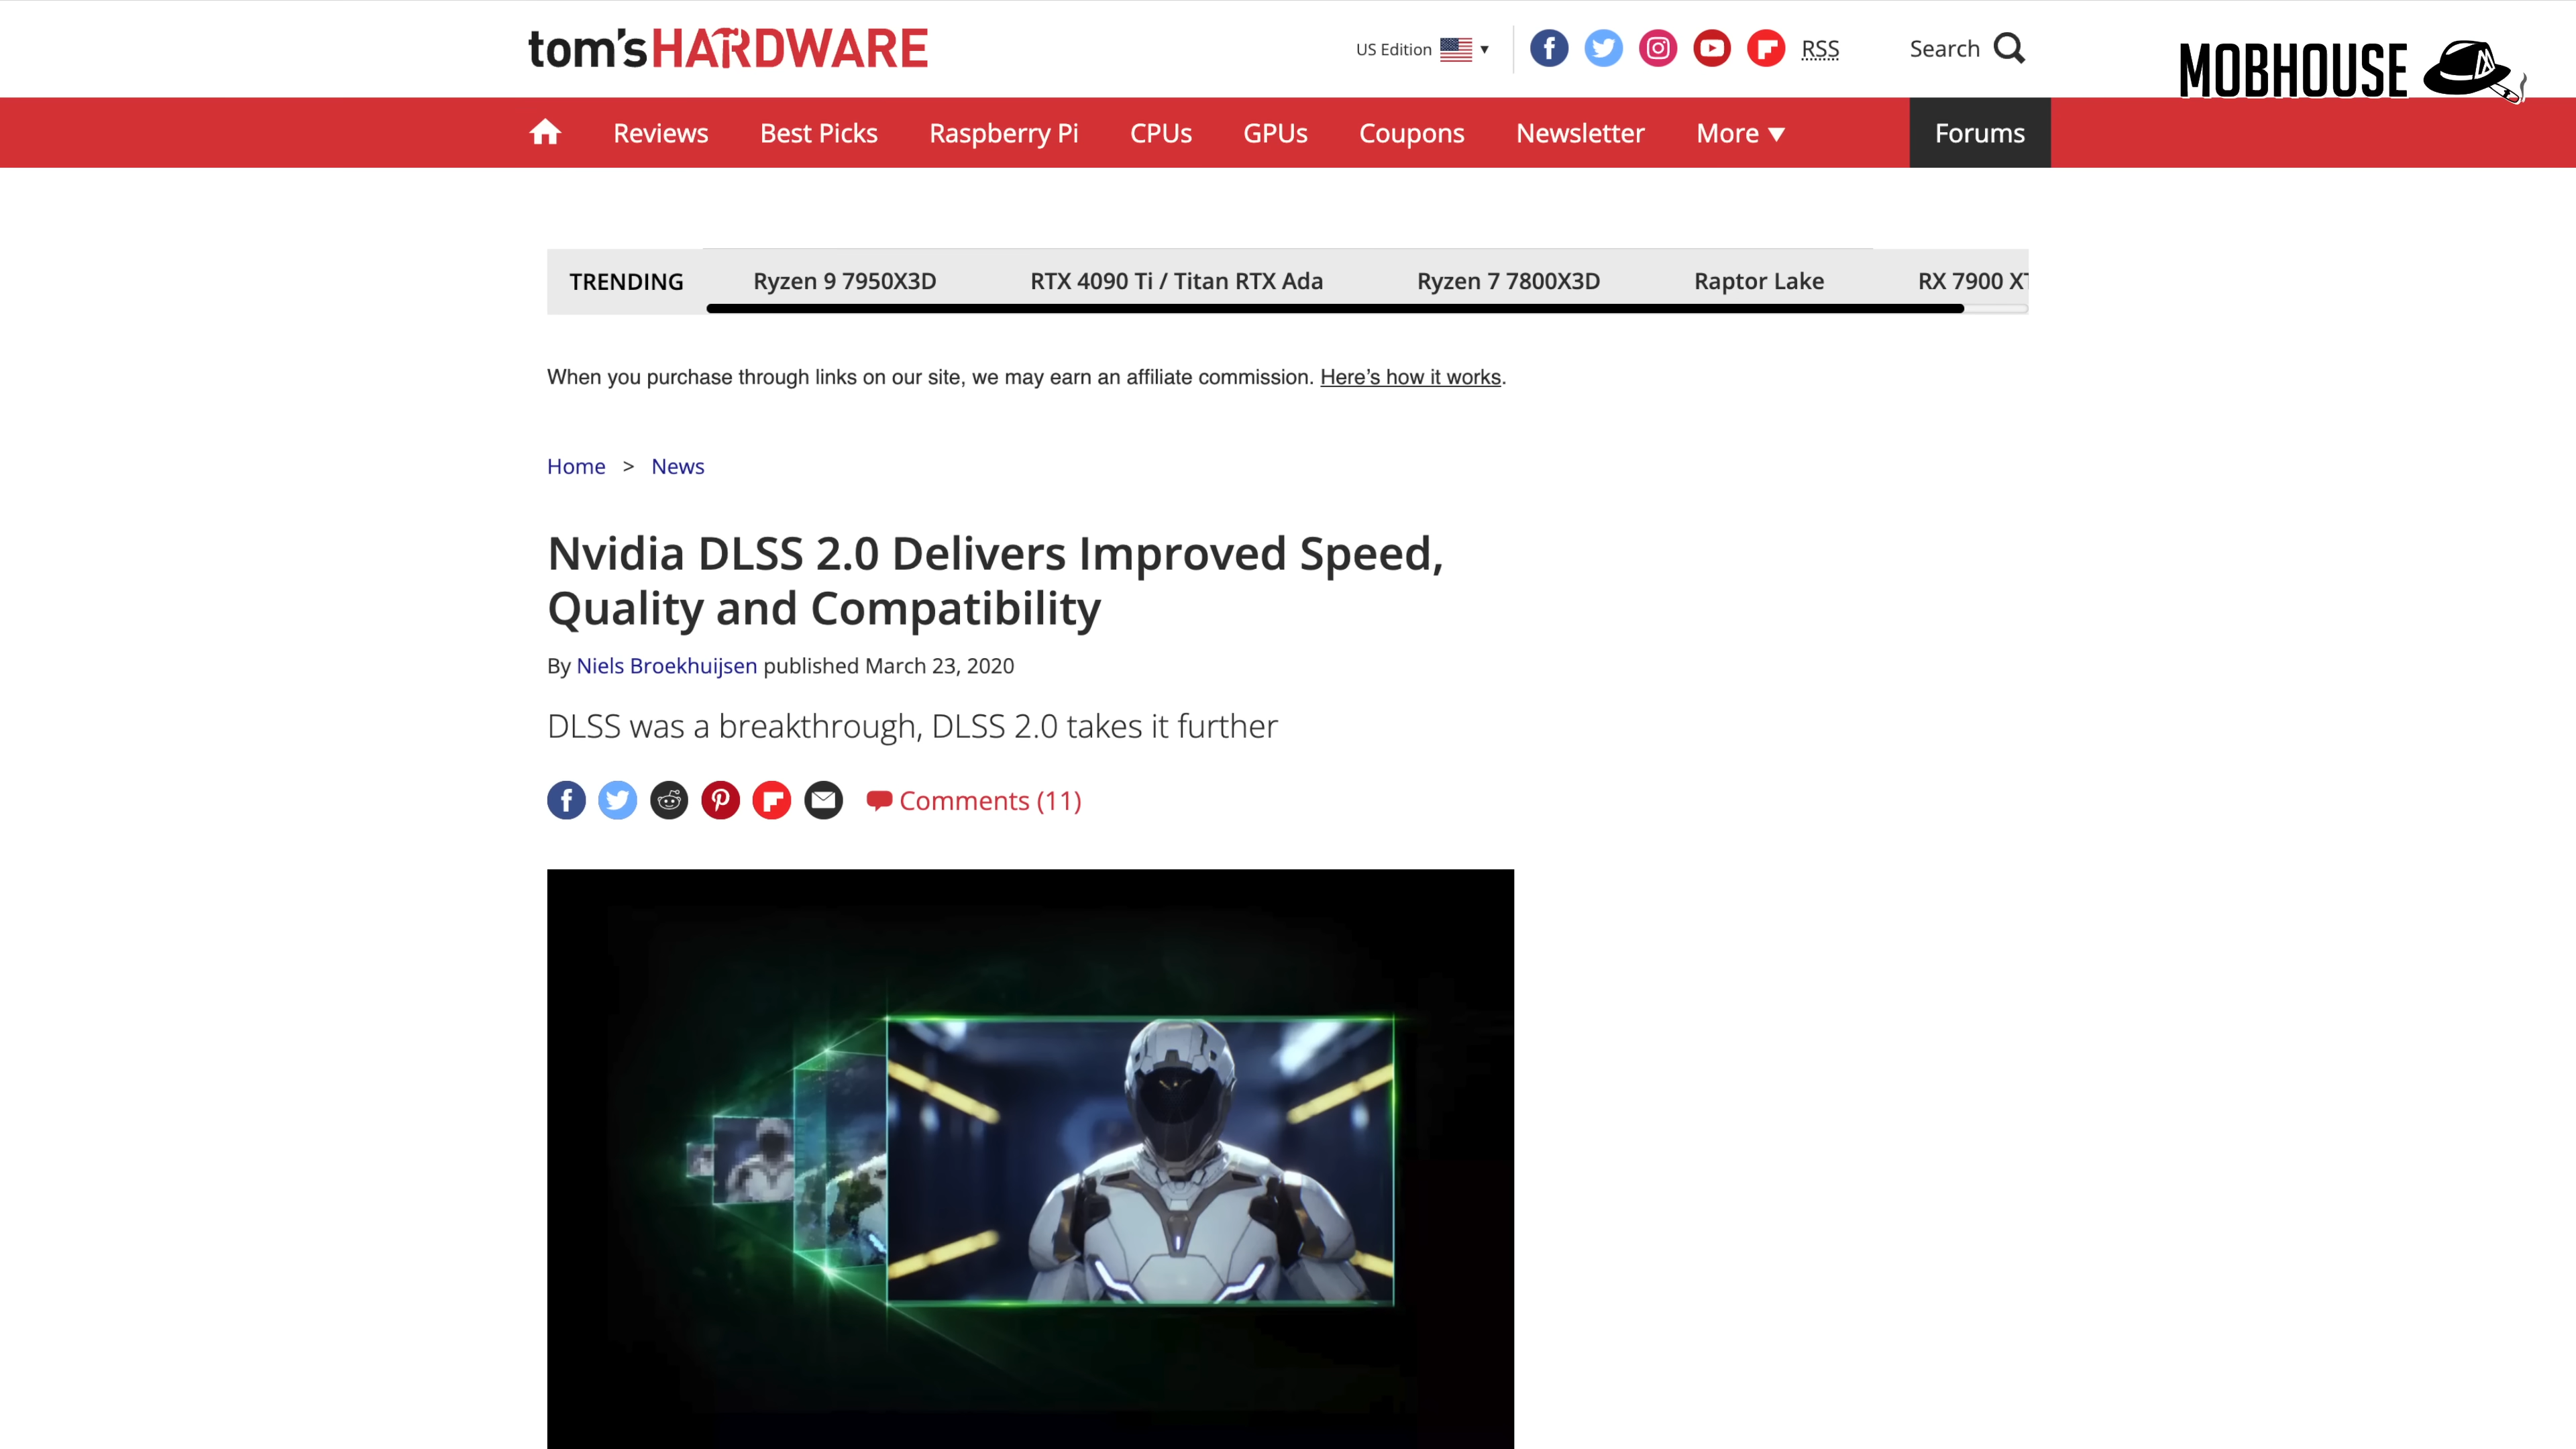 tom'sHARDWARE
US Edition
RSS
Search
MOBHOUSE
Reviews
Best Picks
Raspberry Pi
CPUs
GPUs
Coupons
Newsletter
More
Forums
TRENDING
Ryzen 9 7950X3D
RTX 4090 Ti / Titan RTX Ada
Ryzen 7 7800X3D
Raptor Lake
RX 7900 XT
When you purchase through links on our site, we may earn an affiliate commission. Here's how it works.
Home > News
Nvidia DLSS 2.0 Delivers Improved Speed,
Quality and Compatibility
By Niels Broekhuijsen published March 23, 2020
DLSS was a breakthrough, DLSS 2.0 takes it further
Comments (11)